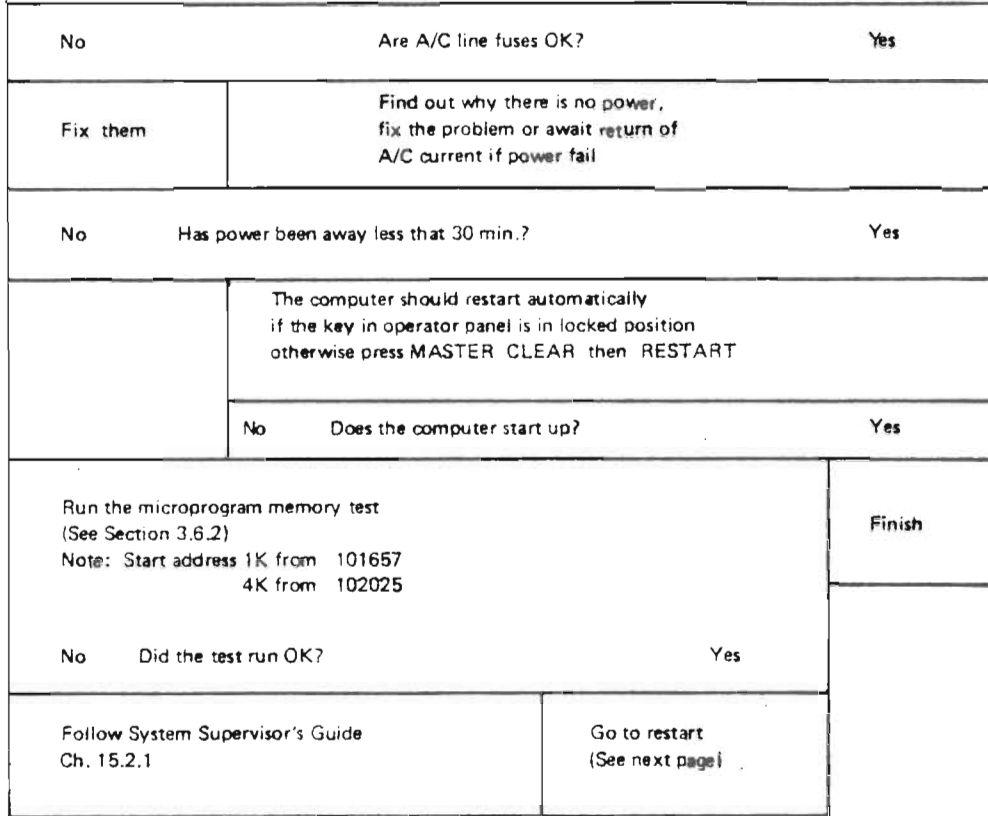 No Are A/C line fuses OK? Yes
Fix them
Find out why there is no power,
fix the problem or await return of
A/C current if power fail
No Has power been away less that 30 min.? Yes
The computer should restart automatically
if the key in operator panel is in locked position
otherwise press MASTER CLEAR then RESTART
No Does the computer start up? Yes
Run the microprogram memory test
(See Section 3.6.2)
Note: Start address 1K from 101657
4K from 102025
No Did the test run OK? Yes
Finish
Follow System Supervisor's Guide
Ch. 15.2.1
Go to restart
(See next page)